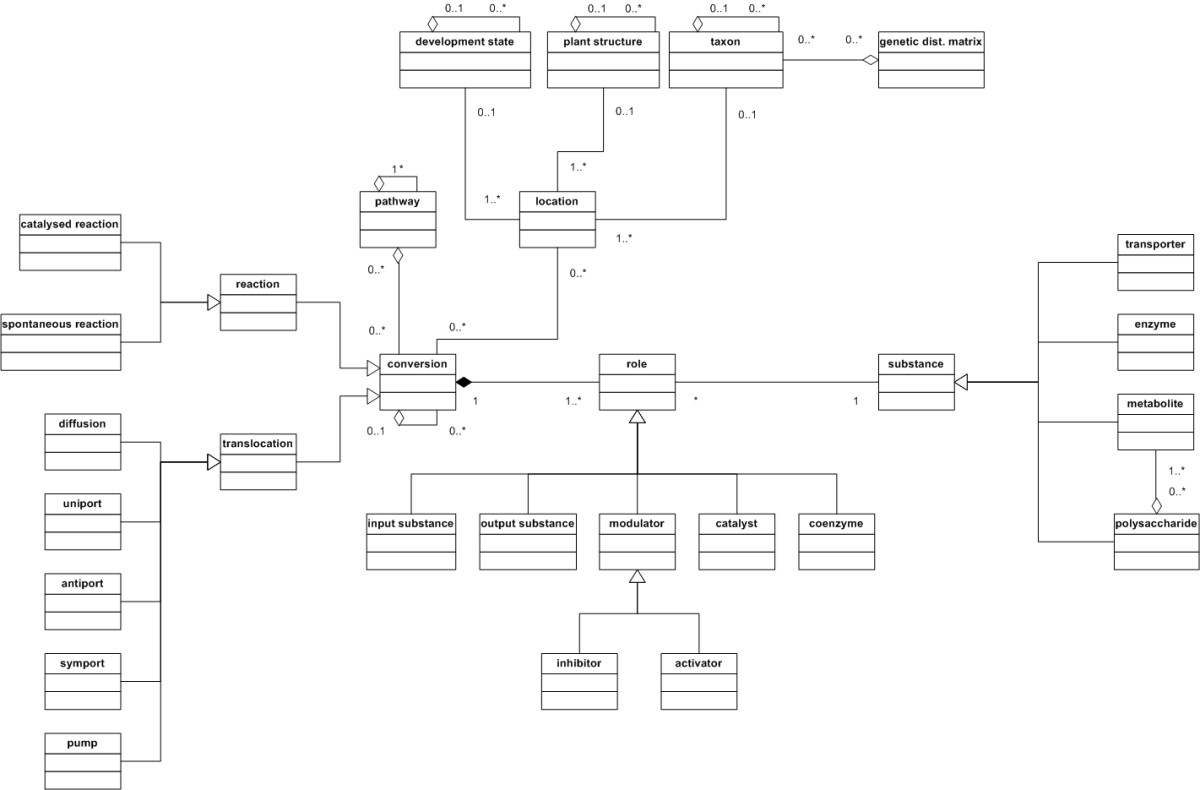 0..1 0..*
0..1 0..*
0..1 0..*
development state
plant structure
taxon
0..* 0..*
genetic dist. matrix
0..1
0..1
0..1
1*
1..*
pathway
1..*
location
1..*
catalysed reaction
transporter
0..*
0..*
reaction
spontaneous reaction
0..*
0..*
enzyme
conversion
role
substance
1
1..*
*
1
metabolite
diffusion
0..1
0..*
translocation
1..*
0..*
uniport
input substance
output substance
modulator
catalyst
coenzyme
polysaccharide
antiport
symport
inhibitor
activator
pump